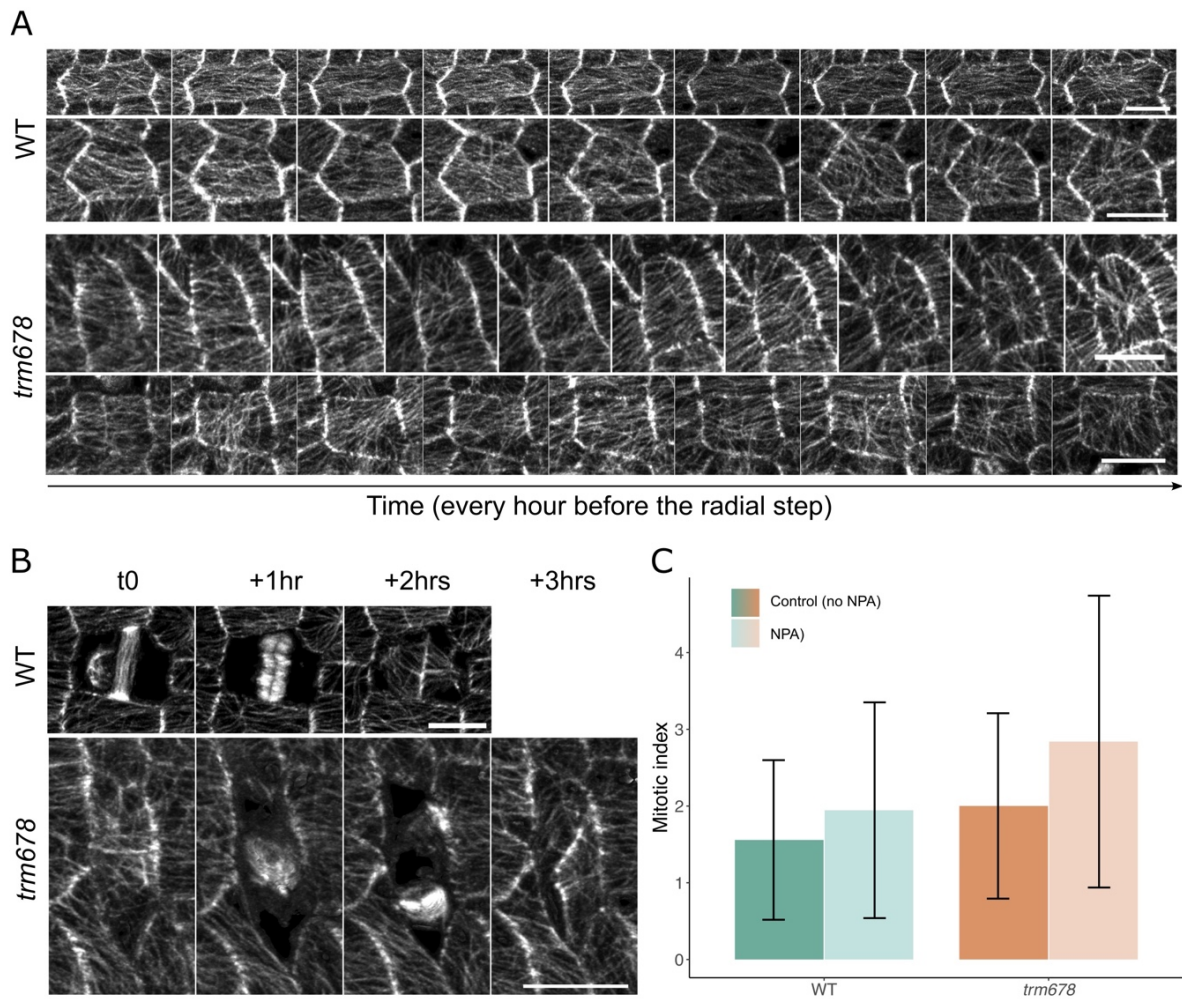 A
WT
trm678
Time (every hour before the radial step)
B
t0 +1hr +2hrs +3hrs
WT
trm678
C
Control (no NPA)
NPA)
Mitotic index
4
3
2
1
0
WT trm678